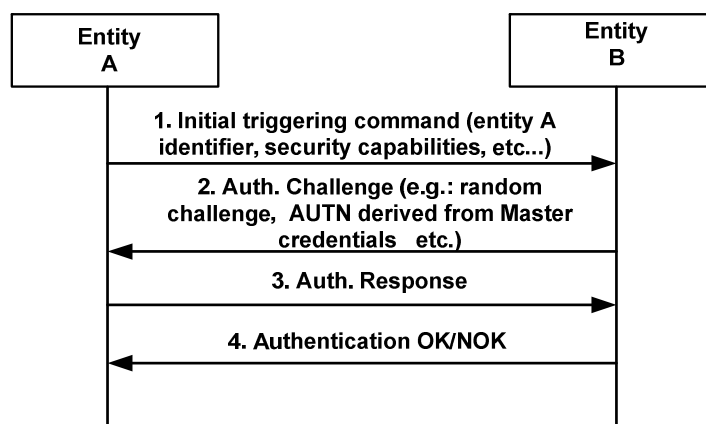 Entity
A
Entity
B
1. Initial triggering command (entity A
identifier, security capabilities, etc...)
2. Auth. Challenge (e.g.: random
challenge, AUTN derived from Master
credentials etc.)
3. Auth. Response
4. Authentication OK/NOK